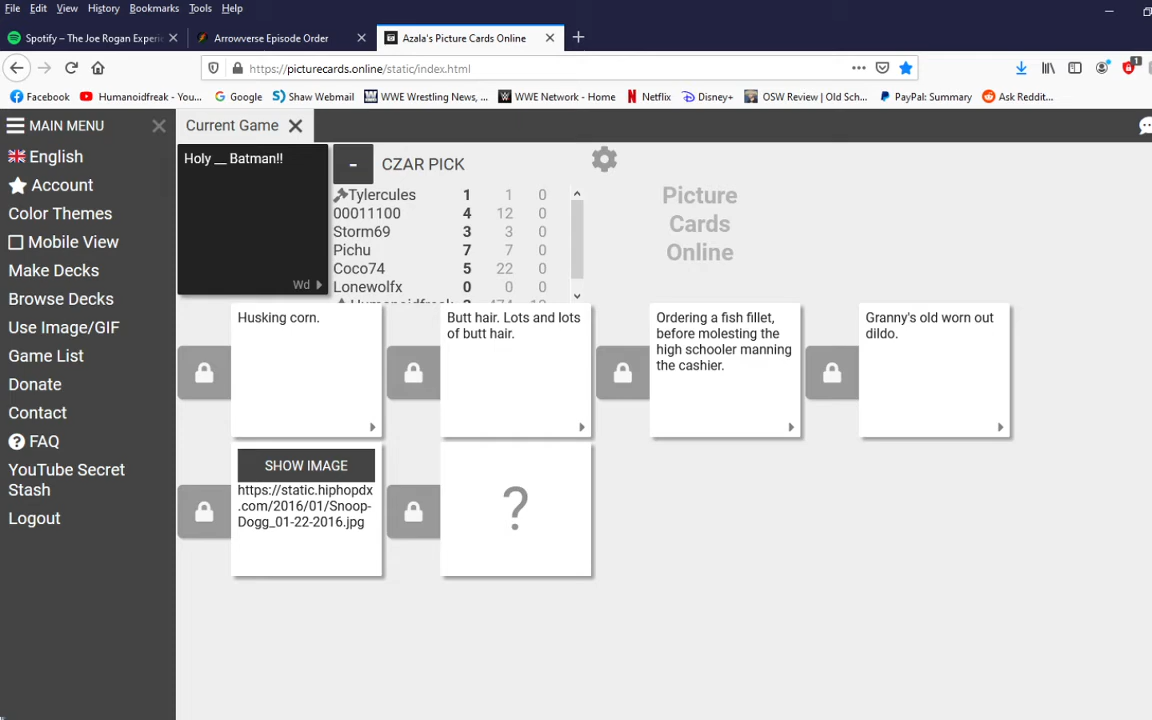 File Edit View History Bookmarks Tools Help
Spotify – The Joe Rogan Experi
Arrowverse Episode Order
Azala's Picture Cards Online
https://picturecards.online/static/index.html
1
Facebook YouTube Humanoidfreak - You... Google Shaw Webmail WWE Wrestling News, ... WWE Network - Home Netflix Disney+ OSW Review | Old Sch... PayPal: Summary Ask Reddit...
MAIN MENU
Current Game
English
Account
Color Themes
Mobile View
Make Decks
Browse Decks
Use Image/GIF
Game List
Donate
Contact
FAQ
YouTube Secret
Stash
Logout
Holy __ Batman!!
Wd
- CZAR PICK
Tylercules 1 1 0
00011100 4 12 0
Storm69 3 3 0
Pichu 7 7 0
Coco74 5 22 0
Lonewolfx 0 0 0
Picture
Cards
Online
Husking corn.
Butt hair. Lots and lots
of butt hair.
Ordering a fish fillet,
before molesting the
high schooler manning
the cashier.
Granny's old worn out
dildo.
SHOW IMAGE
https://static.hiphopdx
.com/2016/01/Snoop-
Dogg_01-22-2016.jpg
?